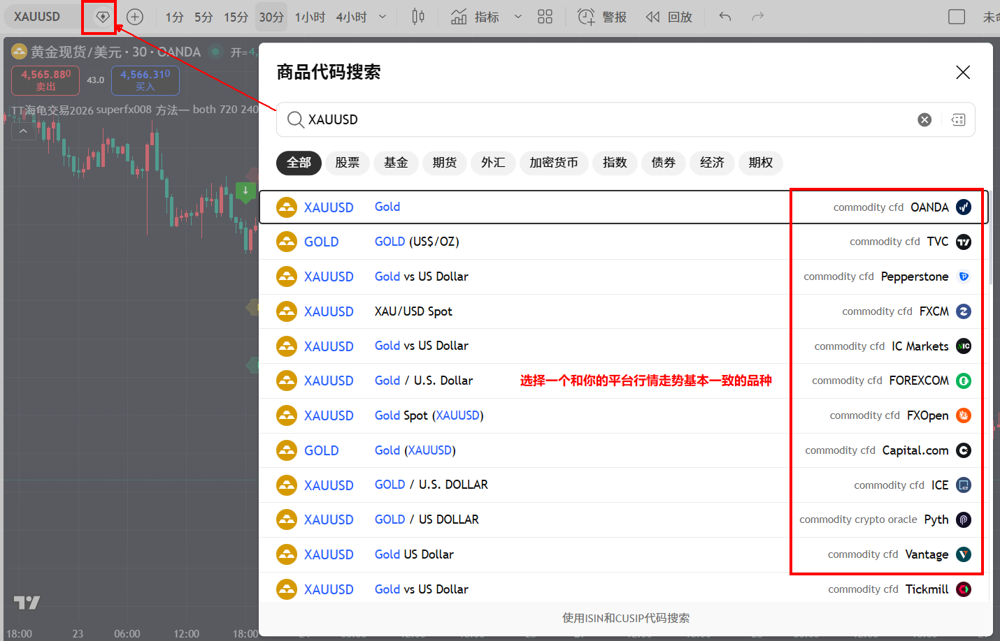 XAUUSD 1分 5分 15分 30分 1小时 4小时 指标 警报 回放
黄金现货/美元 · 30 · OANDA 开=4,
4,565.880 卖出 43.0 4,566.310 买入
TT海龟交易2026 superfx008 方法一 both 720 240
商品代码搜索
XAUUSD
全部 股票 基金 期货 外汇 加密货币 指数 债券 经济 期权
XAUUSD Gold commodity cfd OANDA
GOLD GOLD (US$/OZ) commodity cfd TVC
XAUUSD Gold vs US Dollar commodity cfd Pepperstone
XAUUSD XAU/USD Spot commodity cfd FXCM
XAUUSD Gold vs US Dollar commodity cfd IC Markets
XAUUSD Gold / U.S. Dollar 选择一个和你的平台行情走势基本一致的品种 commodity cfd FOREXCOM
XAUUSD Gold Spot (XAUUSD) commodity cfd FXOpen
GOLD Gold (XAUUSD) commodity cfd Capital.com
XAUUSD GOLD / U.S. DOLLAR commodity cfd ICE
XAUUSD GOLD / US DOLLAR commodity crypto oracle Pyth
XAUUSD Gold US Dollar commodity cfd Vantage
XAUUSD Gold vs US Dollar commodity cfd Tickmill
使用ISIN和CUSIP代码搜索
18:00 23 06:00 12:00 18:00